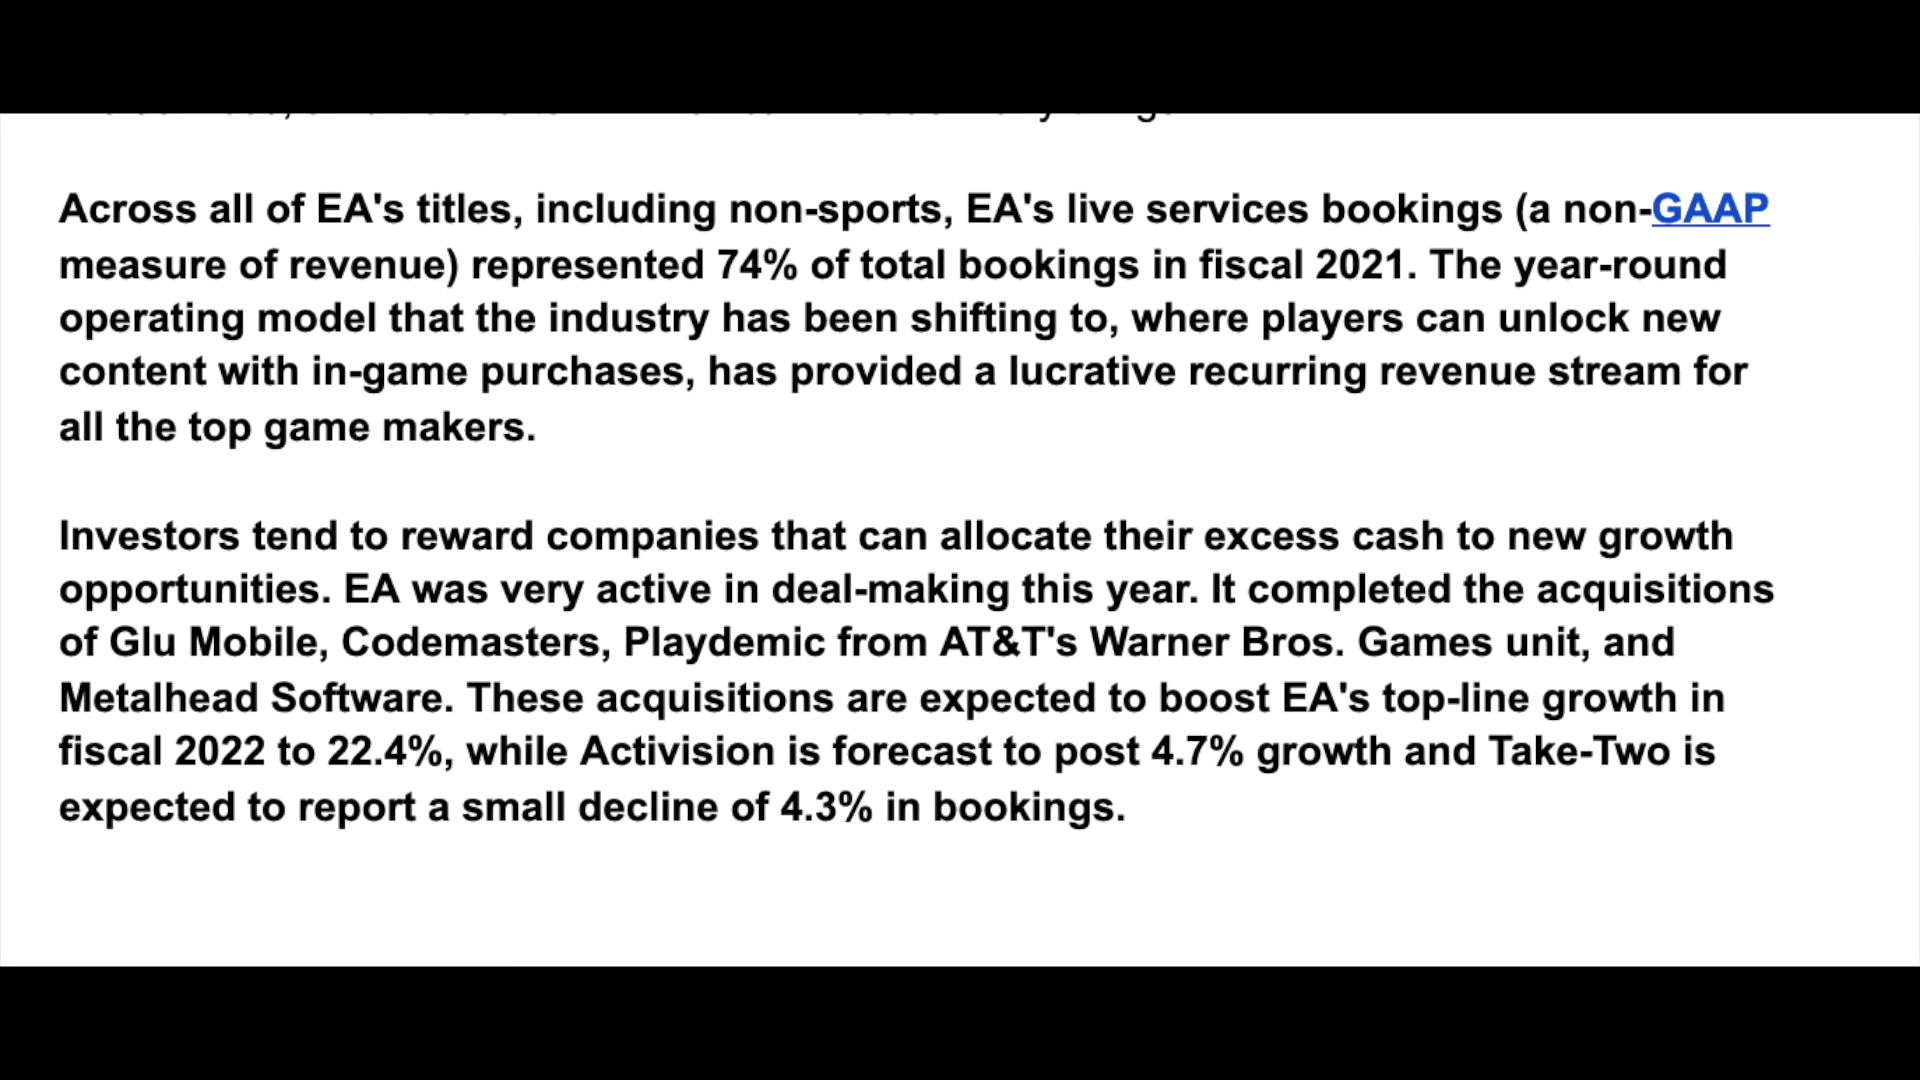 Across all of EA's titles, including non-sports, EA's live services bookings (a non-GAAP
measure of revenue) represented 74% of total bookings in fiscal 2021. The year-round
operating model that the industry has been shifting to, where players can unlock new
content with in-game purchases, has provided a lucrative recurring revenue stream for
all the top game makers.
Investors tend to reward companies that can allocate their excess cash to new growth
opportunities. EA was very active in deal-making this year. It completed the acquisitions
of Glu Mobile, Codemasters, Playdemic from AT&T's Warner Bros. Games unit, and
Metalhead Software. These acquisitions are expected to boost EA's top-line growth in
fiscal 2022 to 22.4%, while Activision is forecast to post 4.7% growth and Take-Two is
expected to report a small decline of 4.3% in bookings.